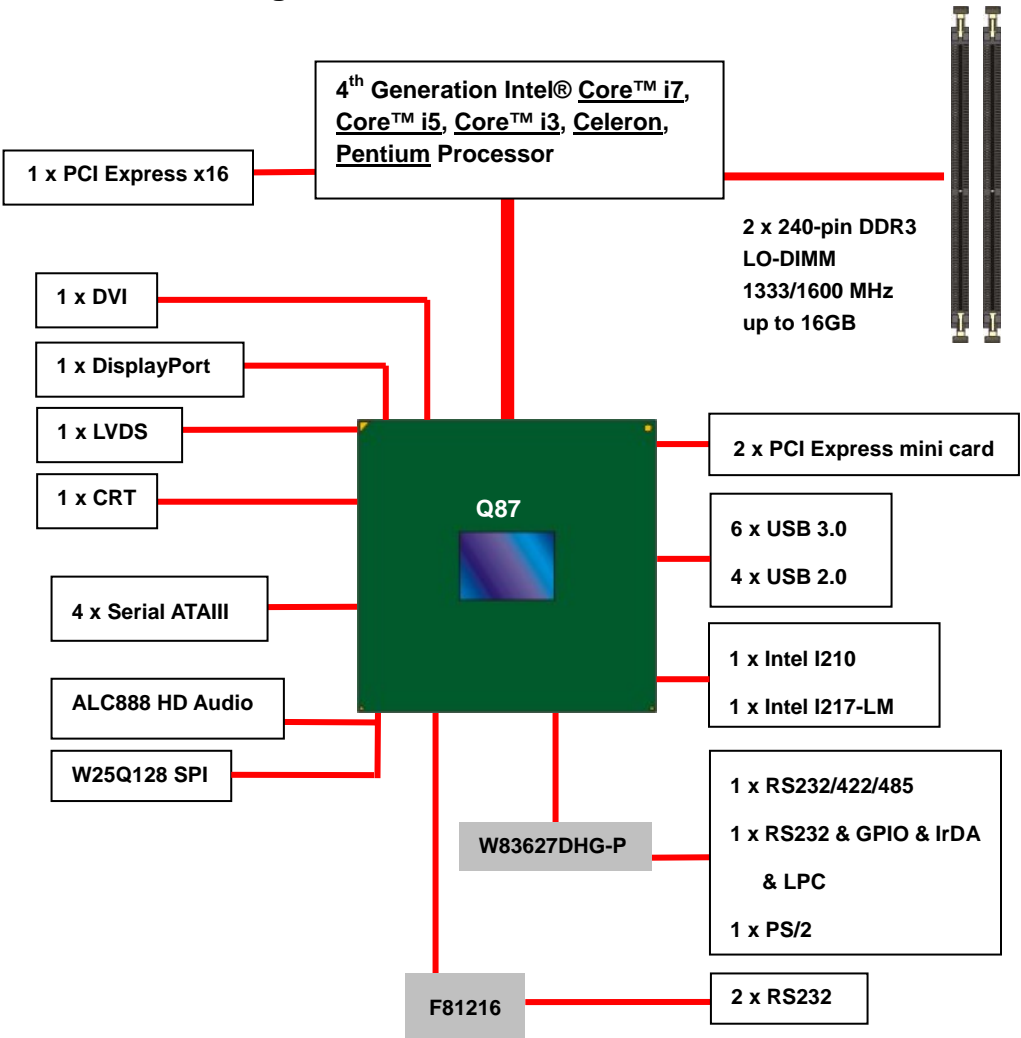 4th Generation Intel® Core™ i7,
Core™ i5, Core™ i3, Celeron,
Pentium Processor
1 x PCI Express x16
2 x 240-pin DDR3
LO-DIMM
1333/1600 MHz
up to 16GB
1 x DVI
1 x DisplayPort
1 x LVDS
1 x CRT
Q87
2 x PCI Express mini card
6 x USB 3.0
4 x USB 2.0
4 x Serial ATAIII
1 x Intel I210
1 x Intel I217-LM
ALC888 HD Audio
W25Q128 SPI
1 x RS232/422/485
1 x RS232 & GPIO & IrDA
& LPC
1 x PS/2
W83627DHG-P
F81216
2 x RS232